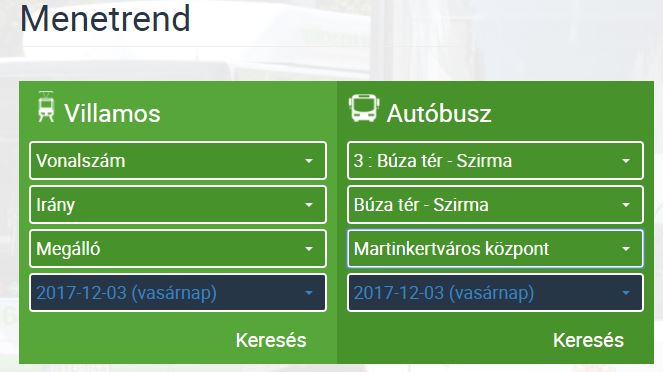 Menetrend
Villamos
Vonalszám
Irány
Megálló
2017-12-03 (vasárnap)
Keresés
Autóbusz
3 : Búza tér - Szirma
Búza tér - Szirma
Martinkertváros központ
2017-12-03 (vasárnap)
Keresés